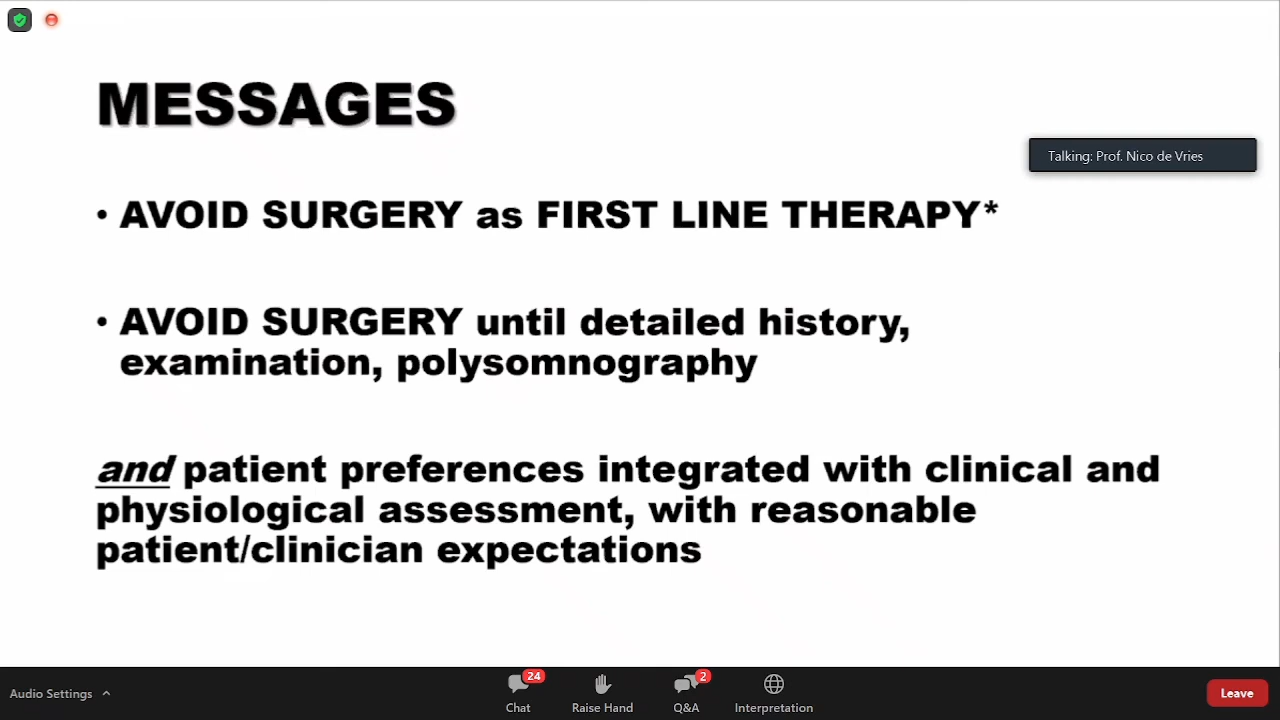 MESSAGES
Talking: Prof. Nico de Vries
• AVOID SURGERY as FIRST LINE THERAPY*
• AVOID SURGERY until detailed history,
examination, polysomnography
and patient preferences integrated with clinical and
physiological assessment, with reasonable
patient/clinician expectations
Audio Settings
24
Chat
Raise Hand
2
Q&A
Interpretation
Leave